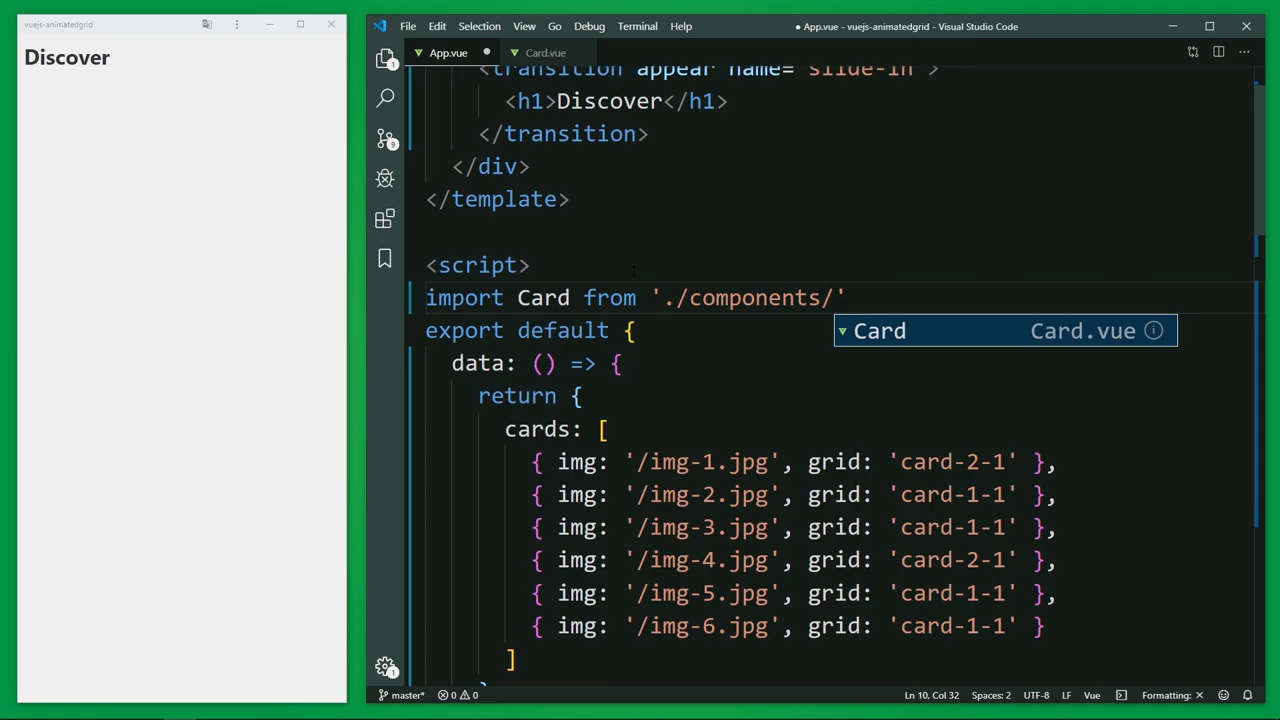 vuejs-animatedgrid
Discover
File Edit Selection View Go Debug Terminal Help
● App.vue - vuejs-animatedgrid - Visual Studio Code
App.vue
Card.vue
<transition appear name="slide-in">
<h1>Discover</h1>
</transition>
</div>
</template>
<script>
import Card from './components/'
Card Card.vue
export default {
data: () => {
return {
cards: [
{ img: '/img-1.jpg', grid: 'card-2-1' },
{ img: '/img-2.jpg', grid: 'card-1-1' },
{ img: '/img-3.jpg', grid: 'card-1-1' },
{ img: '/img-4.jpg', grid: 'card-2-1' },
{ img: '/img-5.jpg', grid: 'card-1-1' },
{ img: '/img-6.jpg', grid: 'card-1-1' }
]
}
1
9
1
master* 0 0 Ln 10, Col 32 Spaces: 2 UTF-8 LF Vue Formatting: ×